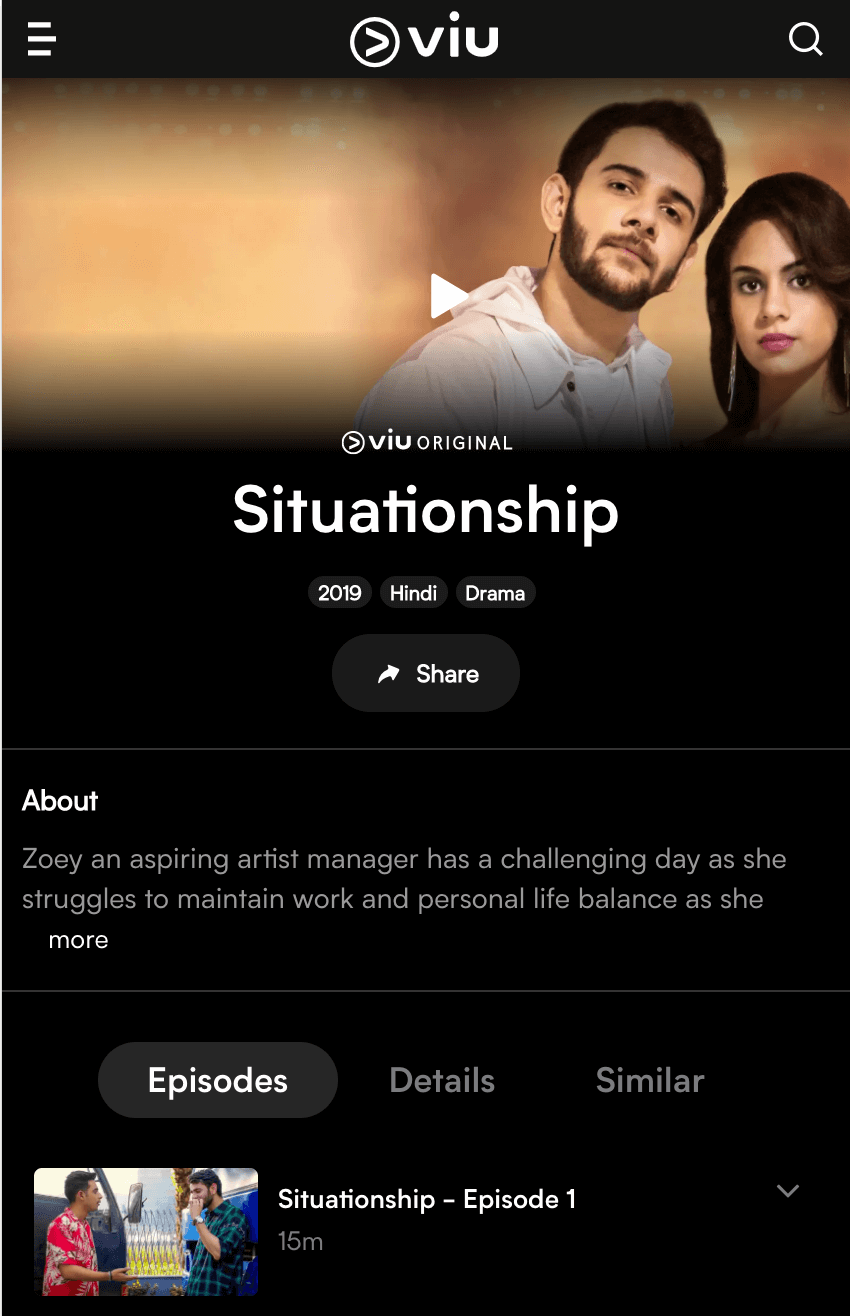 viu
viu ORIGINAL
Situationship
2019 Hindi Drama
Share
About
Zoey an aspiring artist manager has a challenging day as she
struggles to maintain work and personal life balance as she
more
Episodes Details Similar
Situationship - Episode 1
15m